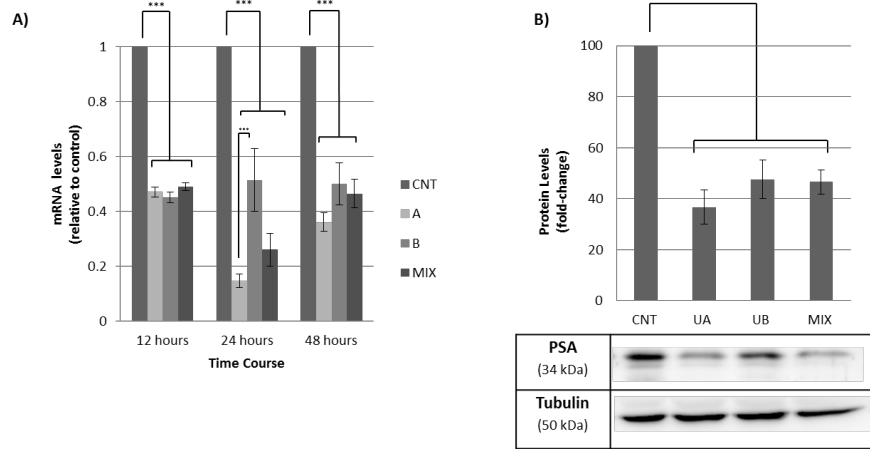 A)
***
***
***
1
0.8
0.6
0.4
0.2
0
mRNA levels
(relative to control)
***
12 hours
24 hours
48 hours
Time Course
CNT
A
B
MIX
B)
100
80
60
40
20
0
Protein Levels
(fold-change)
CNT
UA
UB
MIX
PSA
(34 kDa)
Tubulin
(50 kDa)